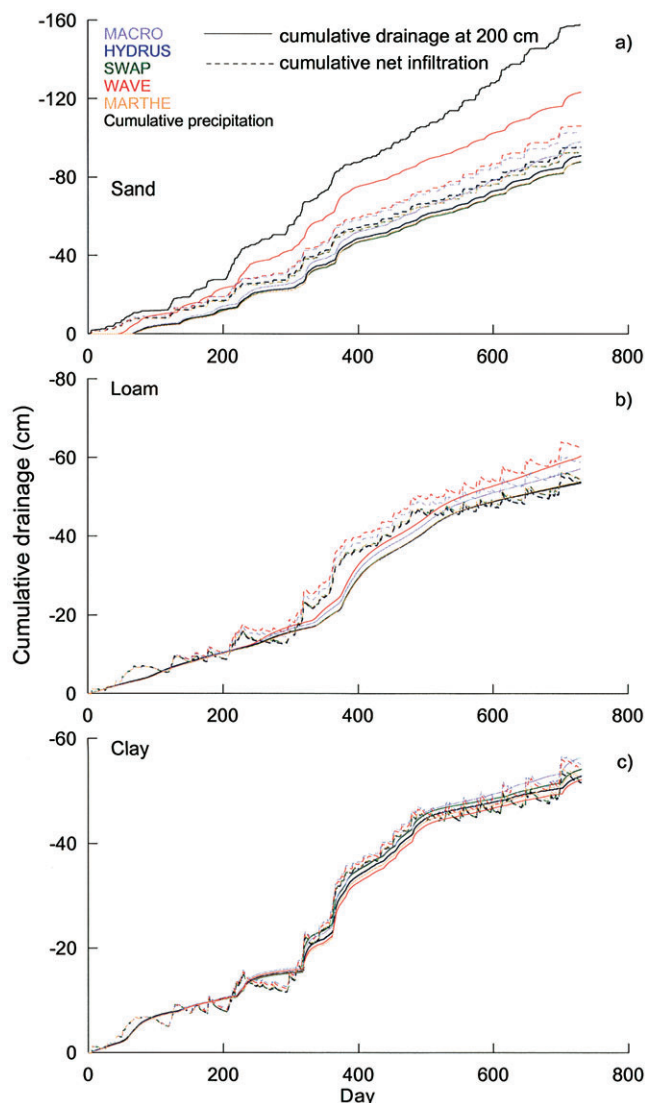 -160
MACRO
HYDRUS
SWAP
WAVE
MARTHE
Cumulative precipitation
cumulative drainage at 200 cm
cumulative net infiltration
a)
-120
-80
Sand
-40
0
0 200 400 600 800
-80
Loam
b)
-60
-40
-20
0
0 200 400 600 800
Cumulative drainage (cm)
-60
Clay
c)
-40
-20
0
0 200 400 600 800
Day